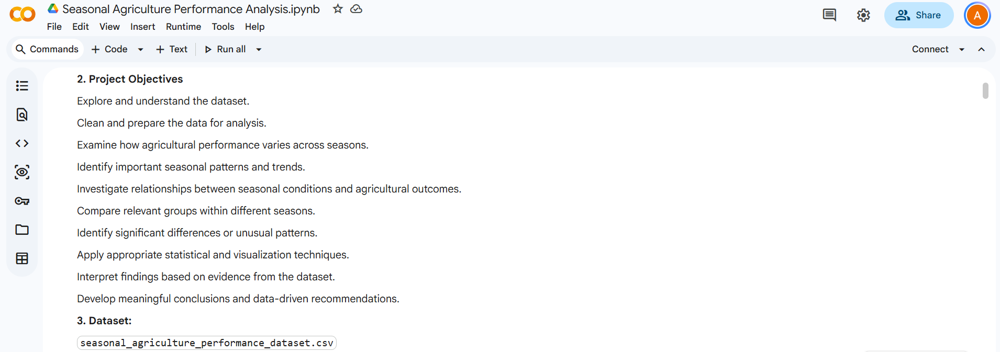 Seasonal Agriculture Performance Analysis.ipynb
File Edit View Insert Runtime Tools Help
Share
A
Commands + Code + Text Run all
Connect
2. Project Objectives
Explore and understand the dataset.
Clean and prepare the data for analysis.
Examine how agricultural performance varies across seasons.
Identify important seasonal patterns and trends.
Investigate relationships between seasonal conditions and agricultural outcomes.
Compare relevant groups within different seasons.
Identify significant differences or unusual patterns.
Apply appropriate statistical and visualization techniques.
Interpret findings based on evidence from the dataset.
Develop meaningful conclusions and data-driven recommendations.
3. Dataset:
seasonal_agriculture_performance_dataset.csv